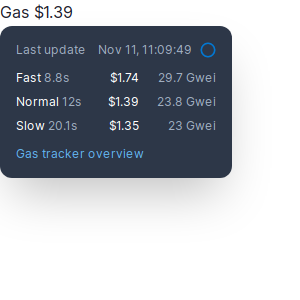 Gas $1.39
Last update Nov 11, 11:09:49
Fast 8.8s $1.74 29.7 Gwei
Normal 12s $1.39 23.8 Gwei
Slow 20.1s $1.35 23 Gwei
Gas tracker overview